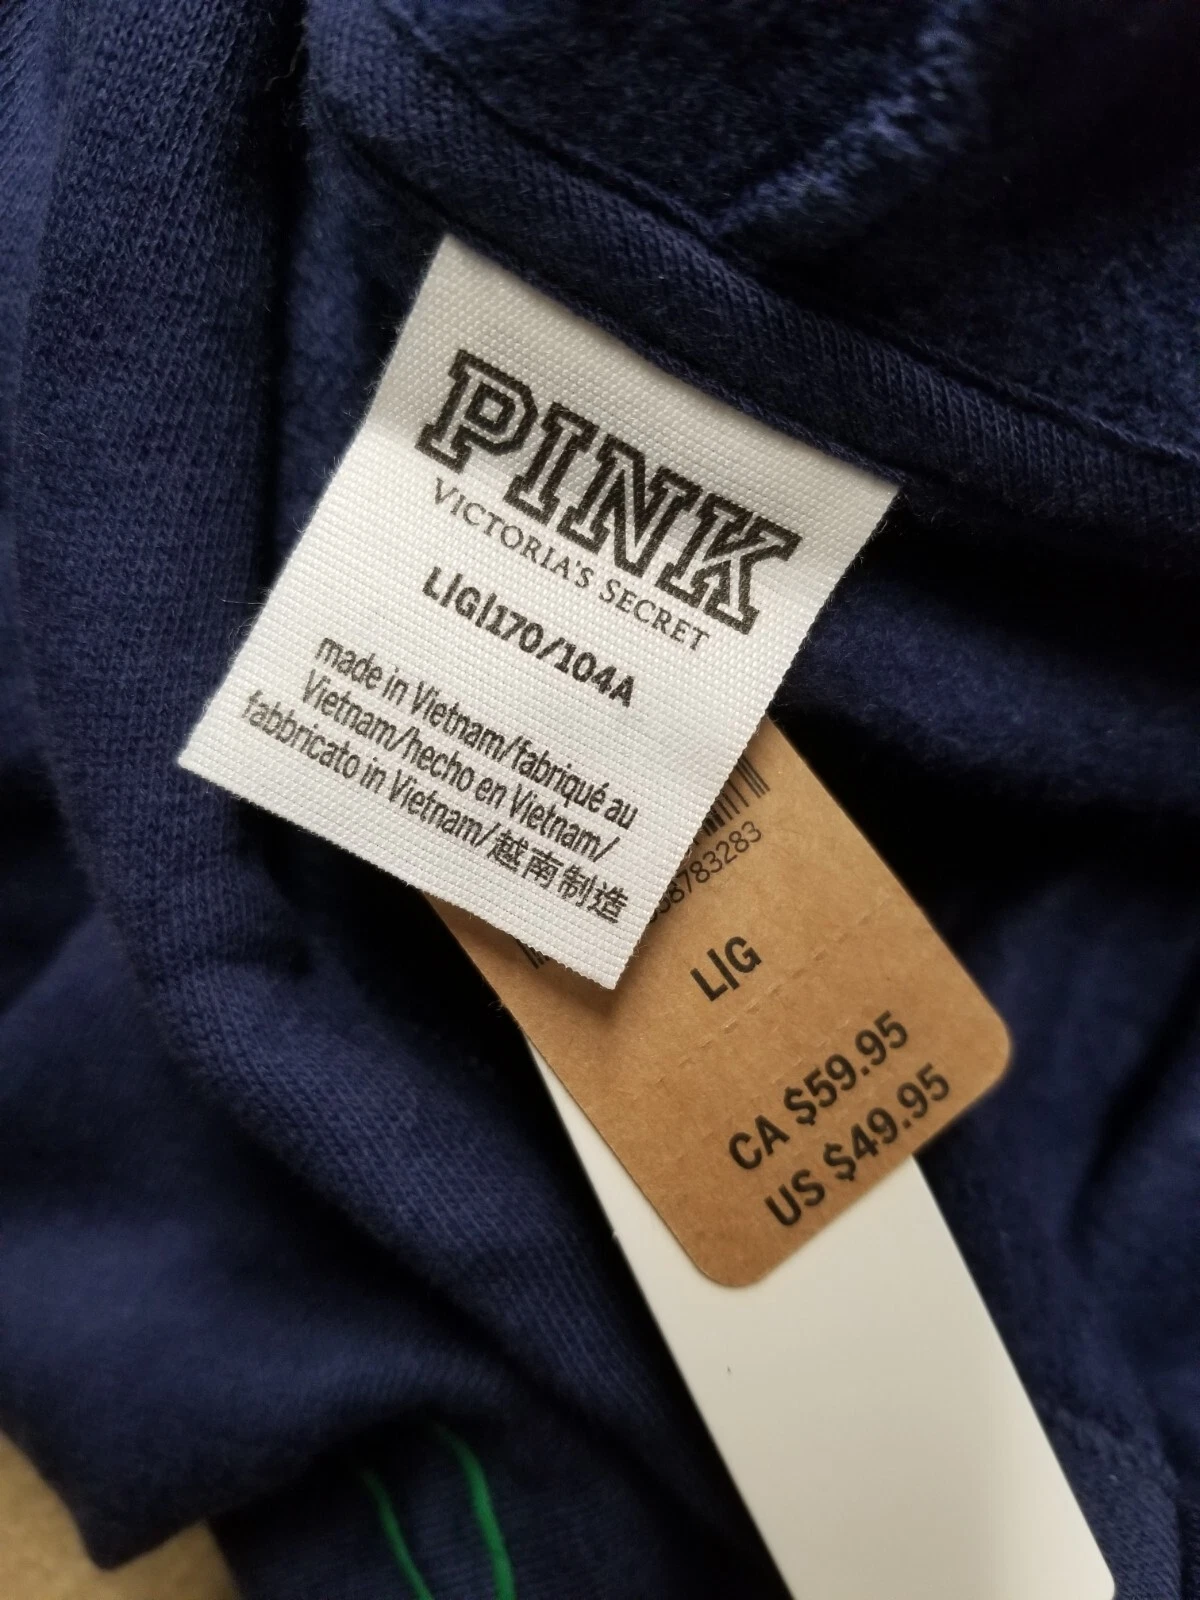 PINK
VICTORIA'S SECRET
L|G|170/104A
made in Vietnam/fabriqué au
Vietnam/hecho en Vietnam/
fabbricato in Vietnam/越南制造
98783283
L|G
CA $59.95
US $49.95